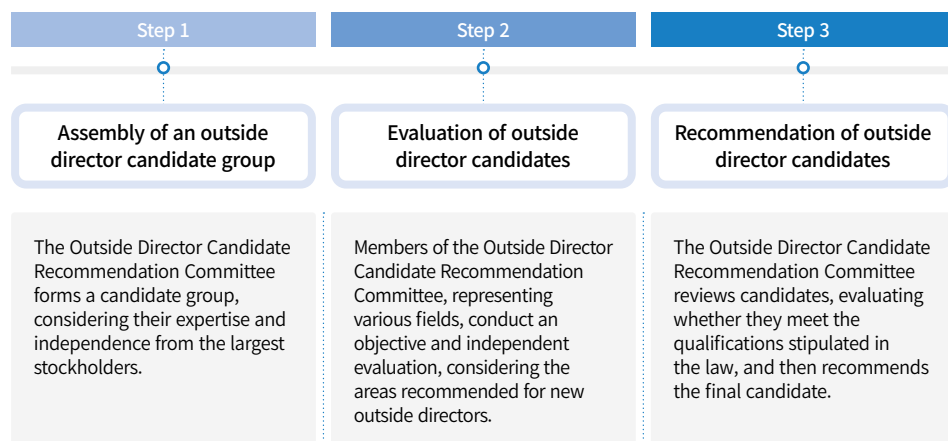 Step 1
Step 2
Step 3
Assembly of an outside
director candidate group
Evaluation of outside
director candidates
Recommendation of outside
director candidates
The Outside Director Candidate
Recommendation Committee
forms a candidate group,
considering their expertise and
independence from the largest
stockholders.
Members of the Outside Director
Candidate Recommendation
Committee, representing
various fields, conduct an
objective and independent
evaluation, considering the
areas recommended for new
outside directors.
The Outside Director Candidate
Recommendation Committee
reviews candidates, evaluating
whether they meet the
qualifications stipulated in
the law, and then recommends
the final candidate.